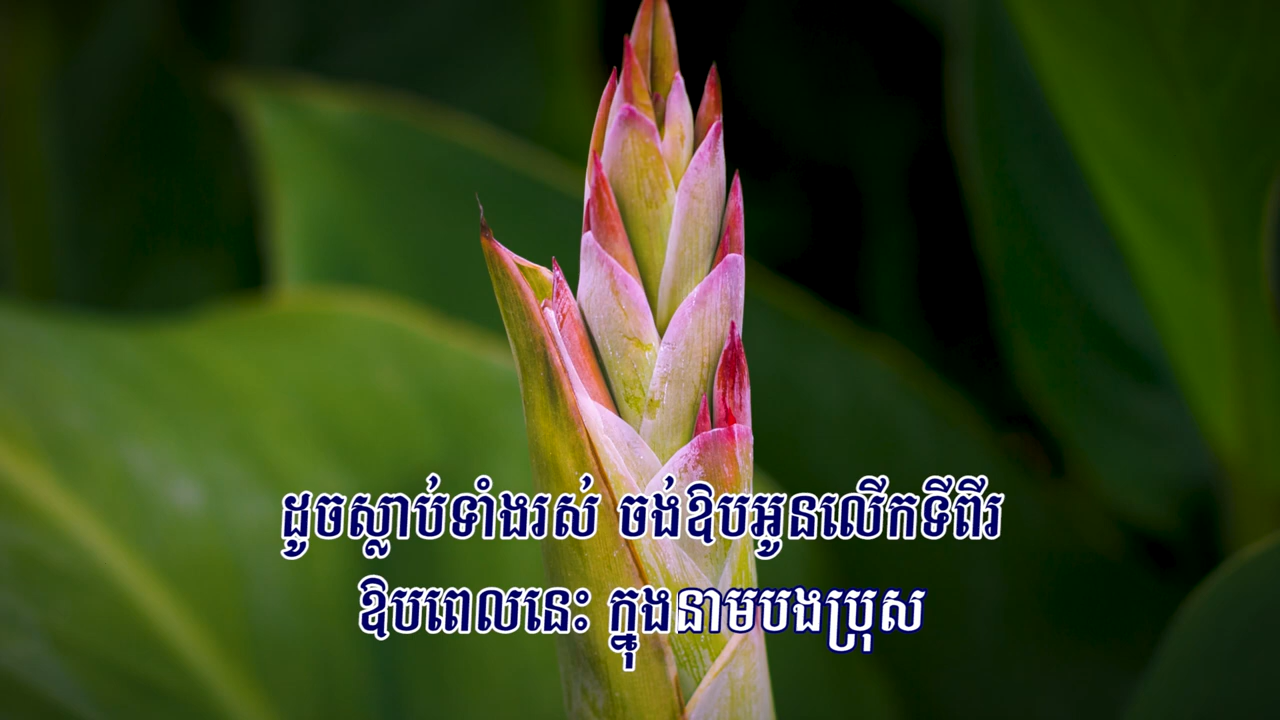 ដូចស្លាប់ទាំងរស់ ចង់ឱបអូនលើកទីពីរ
ឱបពេលនេះ ក្នុងនាមបងប្រុស